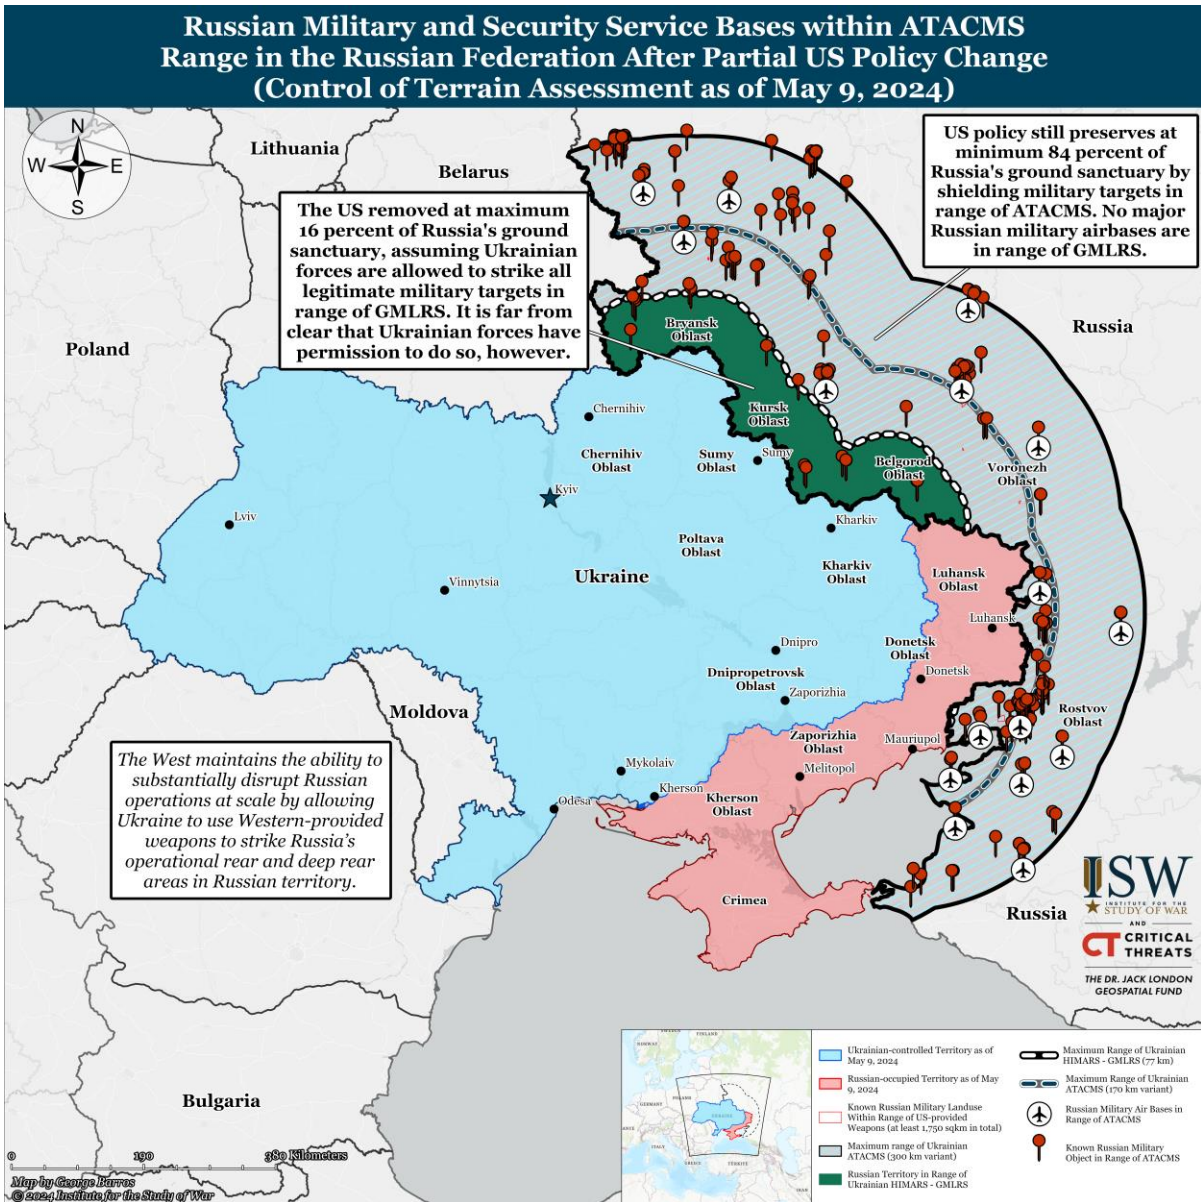 Russian Military and Security Service Bases within ATACMS
Range in the Russian Federation After Partial US Policy Change
(Control of Terrain Assessment as of May 9, 2024)
N
W
E
S
Lithuania
Belarus
US policy still preserves at
minimum 84 percent of
Russia's ground sanctuary by
shielding military targets in
range of ATACMS. No major
Russian military airbases are
in range of GMLRS.
The US removed at maximum
16 percent of Russia's ground
sanctuary, assuming Ukrainian
forces are allowed to strike all
legitimate military targets in
range of GMLRS. It is far from
clear that Ukrainian forces have
permission to do so, however.
Poland
Russia
Bryansk
Oblast
Chernihiv
Kursk
Oblast
Chernihiv
Oblast
Sumy
Oblast
Sumy
Belgorod
Oblast
Voronezh
Oblast
Kyiv
Lviv
Kharkiv
Poltava
Oblast
Kharkiv
Oblast
Ukraine
Luhansk
Oblast
Vinnytsia
Luhansk
Dnipro
Donetsk
Oblast
Donetsk
Dnipropetrovsk
Oblast
Zaporizhia
Moldova
Rostvov
Oblast
Zaporizhia
Oblast
Mauriupol
Melitopol
The West maintains the ability to
substantially disrupt Russian
operations at scale by allowing
Ukraine to use Western-provided
weapons to strike Russia's
operational rear and deep rear
areas in Russian territory.
Mykolaiv
Kherson
Kherson
Oblast
Odesa
Crimea
Russia
ISW
INSTITUTE FOR THE
STUDY OF WAR
AND
CT CRITICAL
THREATS
THE DR. JACK LONDON
GEOSPATIAL FUND
Bulgaria
0 190 380 Kilometers
Map by George Barros
© 2024 Institute for the Study of War
Ukrainian-controlled Territory as of
May 9, 2024
Russian-occupied Territory as of May
9, 2024
Known Russian Military Landuse
Within Range of US-provided
Weapons (at least 1,750 sqkm in total)
Maximum range of Ukrainian
ATACMS (300 km variant)
Russian Territory in Range of
Ukrainian HIMARS - GMLRS
Maximum Range of Ukrainian
HIMARS - GMLRS (77 km)
Maximum Range of Ukrainian
ATACMS (170 km variant)
Russian Military Air Bases in
Range of ATACMS
Known Russian Military
Object in Range of ATACMS